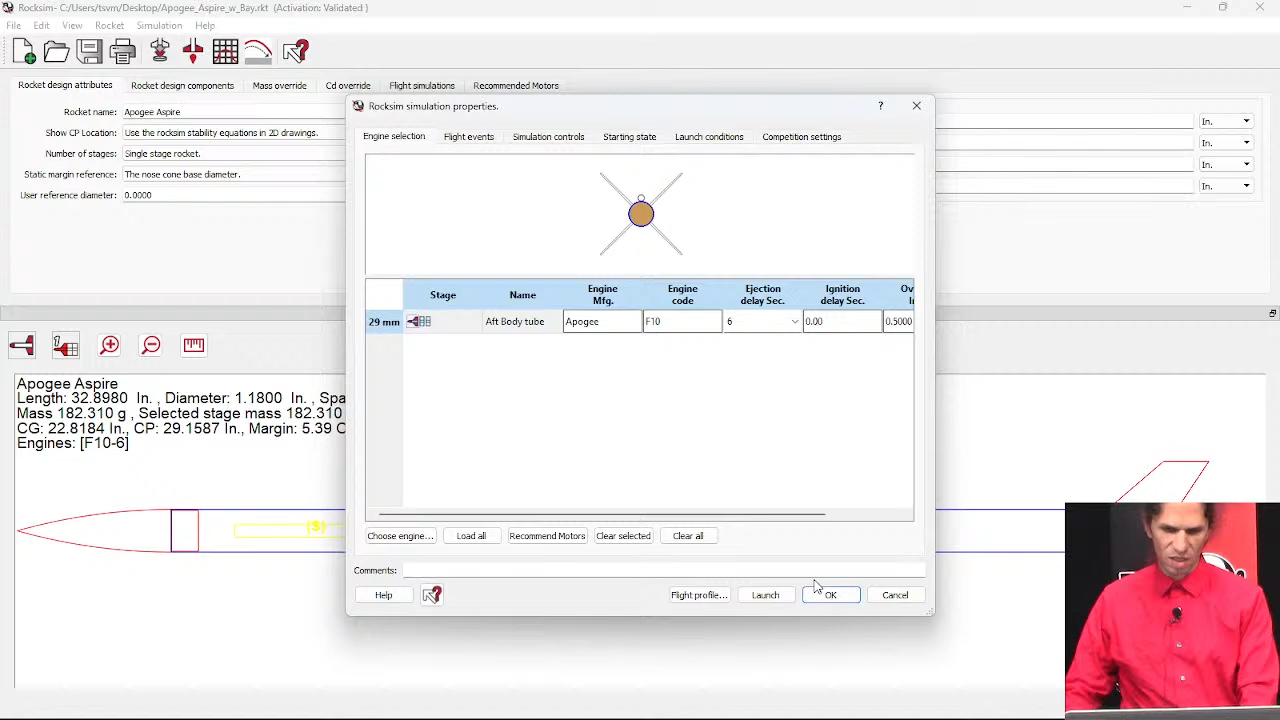 Rocksim- C:/Users/tsvm/Desktop/Apogee_Aspire_w_Bay.rkt (Activation: Validated )
File Edit View Rocket Simulation Help
Rocket design attributes Rocket design components Mass override Cd override Flight simulations Recommended Motors
Rocket name: Apogee Aspire
Show CP Location: Use the rocksim stability equations in 2D drawings.
Number of stages: Single stage rocket.
Static margin reference: The nose cone base diameter.
User reference diameter: 0.0000
In.
In.
In.
In.
Rocksim simulation properties.
?
Engine selection Flight events Simulation controls Starting state Launch conditions Competition settings
Stage Name Engine Mfg. Engine code Ejection delay Sec. Ignition delay Sec. Ov
29 mm Aft Body tube Apogee F10 6 0.00 0.5000
Choose engine... Load all Recommend Motors Clear selected Clear all
Comments:
Help Flight profile... Launch OK Cancel
Apogee Aspire
Length: 32.8980 In. , Diameter: 1.1800 In. , Spa
Mass 182.310 g , Selected stage mass 182.310
CG: 22.8184 In., CP: 29.1587 In., Margin: 5.39 O
Engines: [F10-6]
(S)